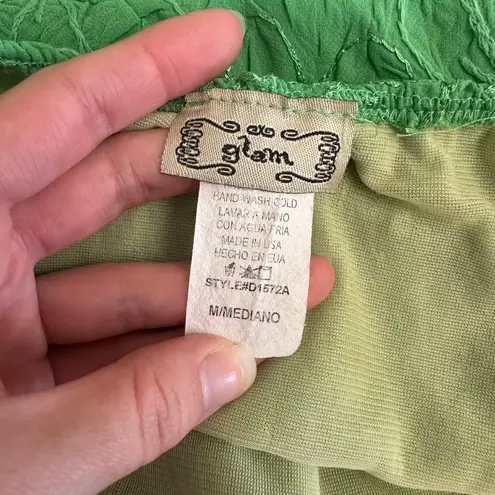 glam
HAND WASH COLD
LAVAR A MANO
CON AGUA FRIA
MADE IN USA
HECHO EN EUA
STYLE#D1572A
M/MEDIANO